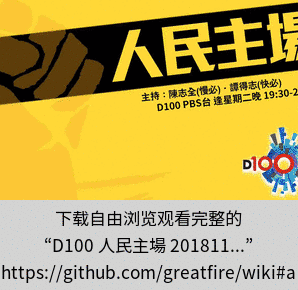 人民主場
主持：陳志全(慢必)．譚得志(快必)
D100 PBS台 逢星期二晚 19:30-2
D100
下载自由浏览观看完整的
“D100 人民主場 201811...”
https://github.com/greatfire/wiki#a